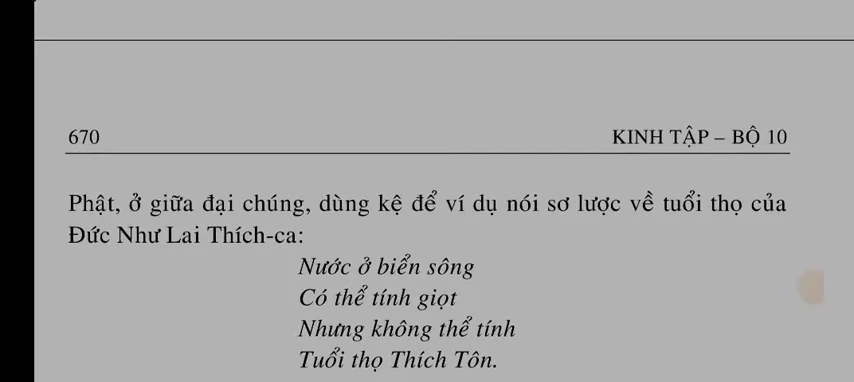 670
KINH TẬP – BỘ 10
Phật, ở giữa đại chúng, dùng kệ để ví dụ nói sơ lược về tuổi thọ của
Đức Như Lai Thích-ca:
Nước ở biển sông
Có thể tính giọt
Nhưng không thể tính
Tuổi thọ Thích Tôn.